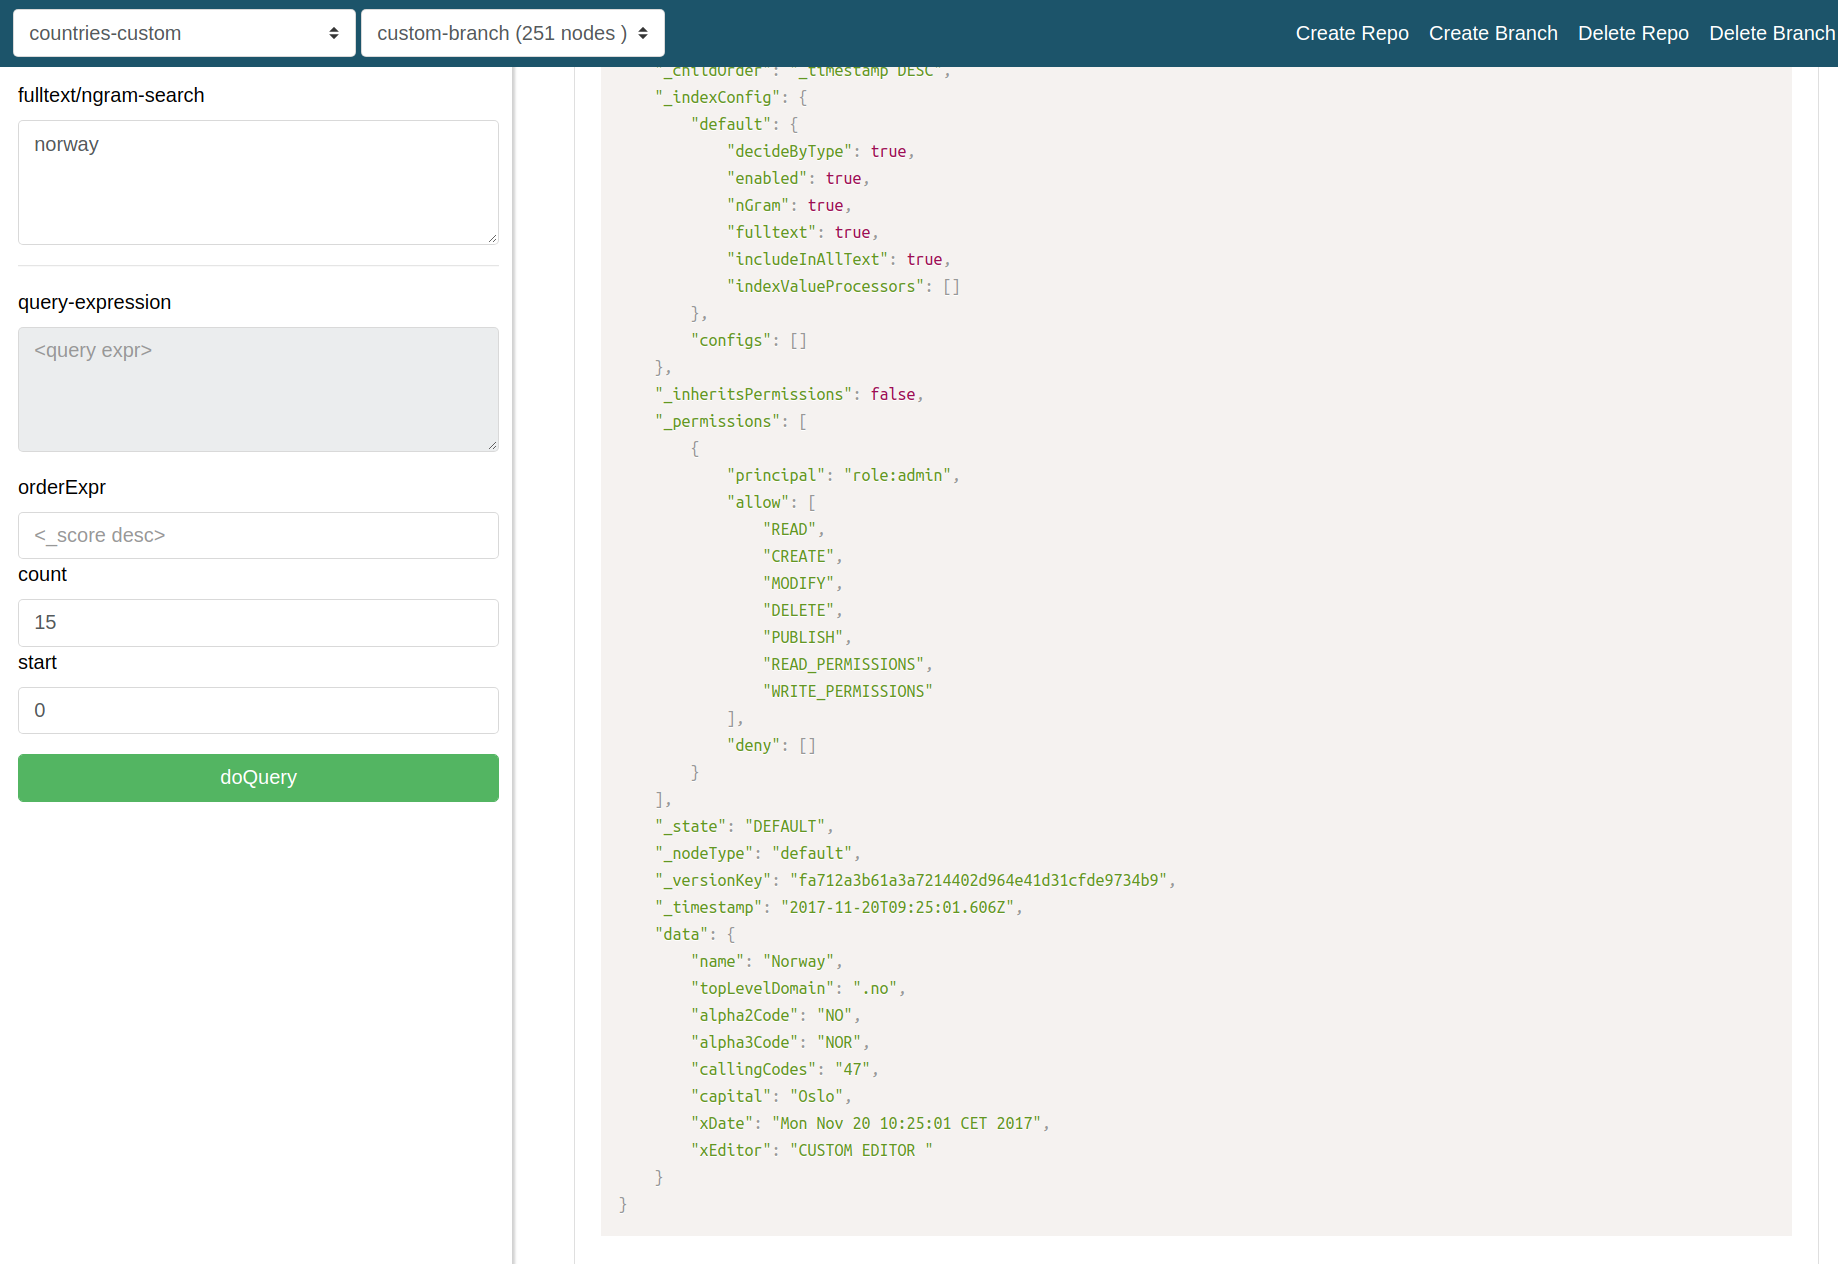 countries-custom
custom-branch (251 nodes )
Create Repo
Create Branch
Delete Repo
Delete Branch
fulltext/ngram-search
norway
query-expression
<query expr>
orderExpr
<_score desc>
count
15
start
0
doQuery
"_childOrder": "_timestamp DESC",
"_indexConfig": {
"default": {
"decideByType": true,
"enabled": true,
"nGram": true,
"fulltext": true,
"includeInAllText": true,
"indexValueProcessors": []
},
"configs": []
},
"_inheritsPermissions": false,
"_permissions": [
{
"principal": "role:admin",
"allow": [
"READ",
"CREATE",
"MODIFY",
"DELETE",
"PUBLISH",
"READ_PERMISSIONS",
"WRITE_PERMISSIONS"
],
"deny": []
}
],
"_state": "DEFAULT",
"_nodeType": "default",
"_versionKey": "fa712a3b61a3a7214402d964e41d31cfde9734b9",
"_timestamp": "2017-11-20T09:25:01.606Z",
"data": {
"name": "Norway",
"topLevelDomain": ".no",
"alpha2Code": "NO",
"alpha3Code": "NOR",
"callingCodes": "47",
"capital": "Oslo",
"xDate": "Mon Nov 20 10:25:01 CET 2017",
"xEditor": "CUSTOM EDITOR "
}
}